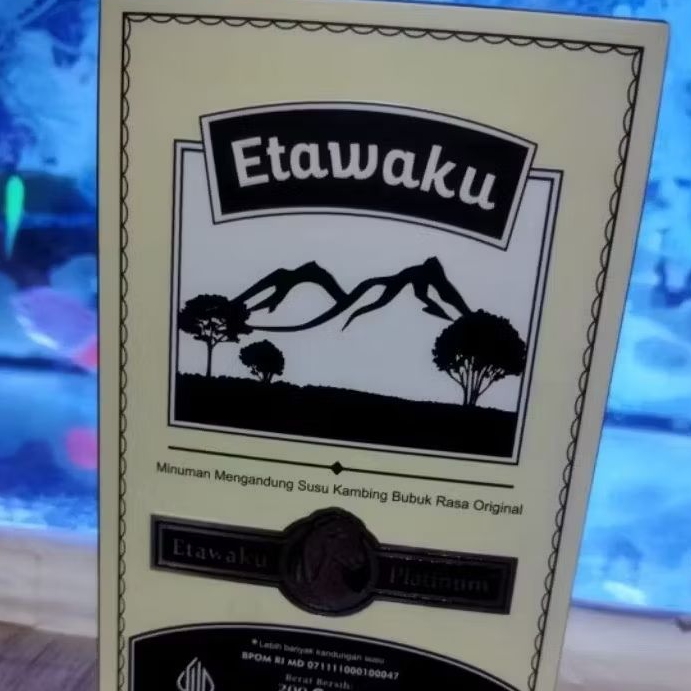 Etawaku
Minuman Mengandung Susu Kambing Bubuk Rasa Original
Etawaku Platinum
* Lebih banyak kandungan susu
BPOM RI MD 071111000100047
Berat Bersih:
200